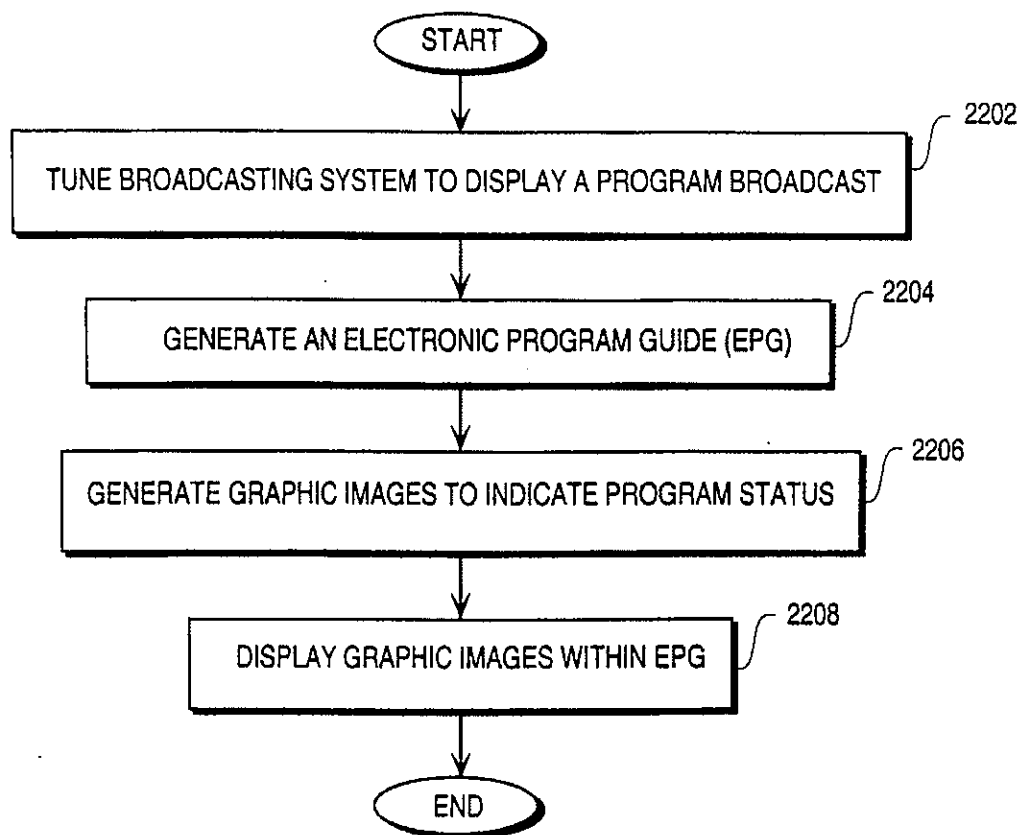 START
2202
TUNE BROADCASTING SYSTEM TO DISPLAY A PROGRAM BROADCAST
2204
GENERATE AN ELECTRONIC PROGRAM GUIDE (EPG)
2206
GENERATE GRAPHIC IMAGES TO INDICATE PROGRAM STATUS
2208
DISPLAY GRAPHIC IMAGES WITHIN EPG
END